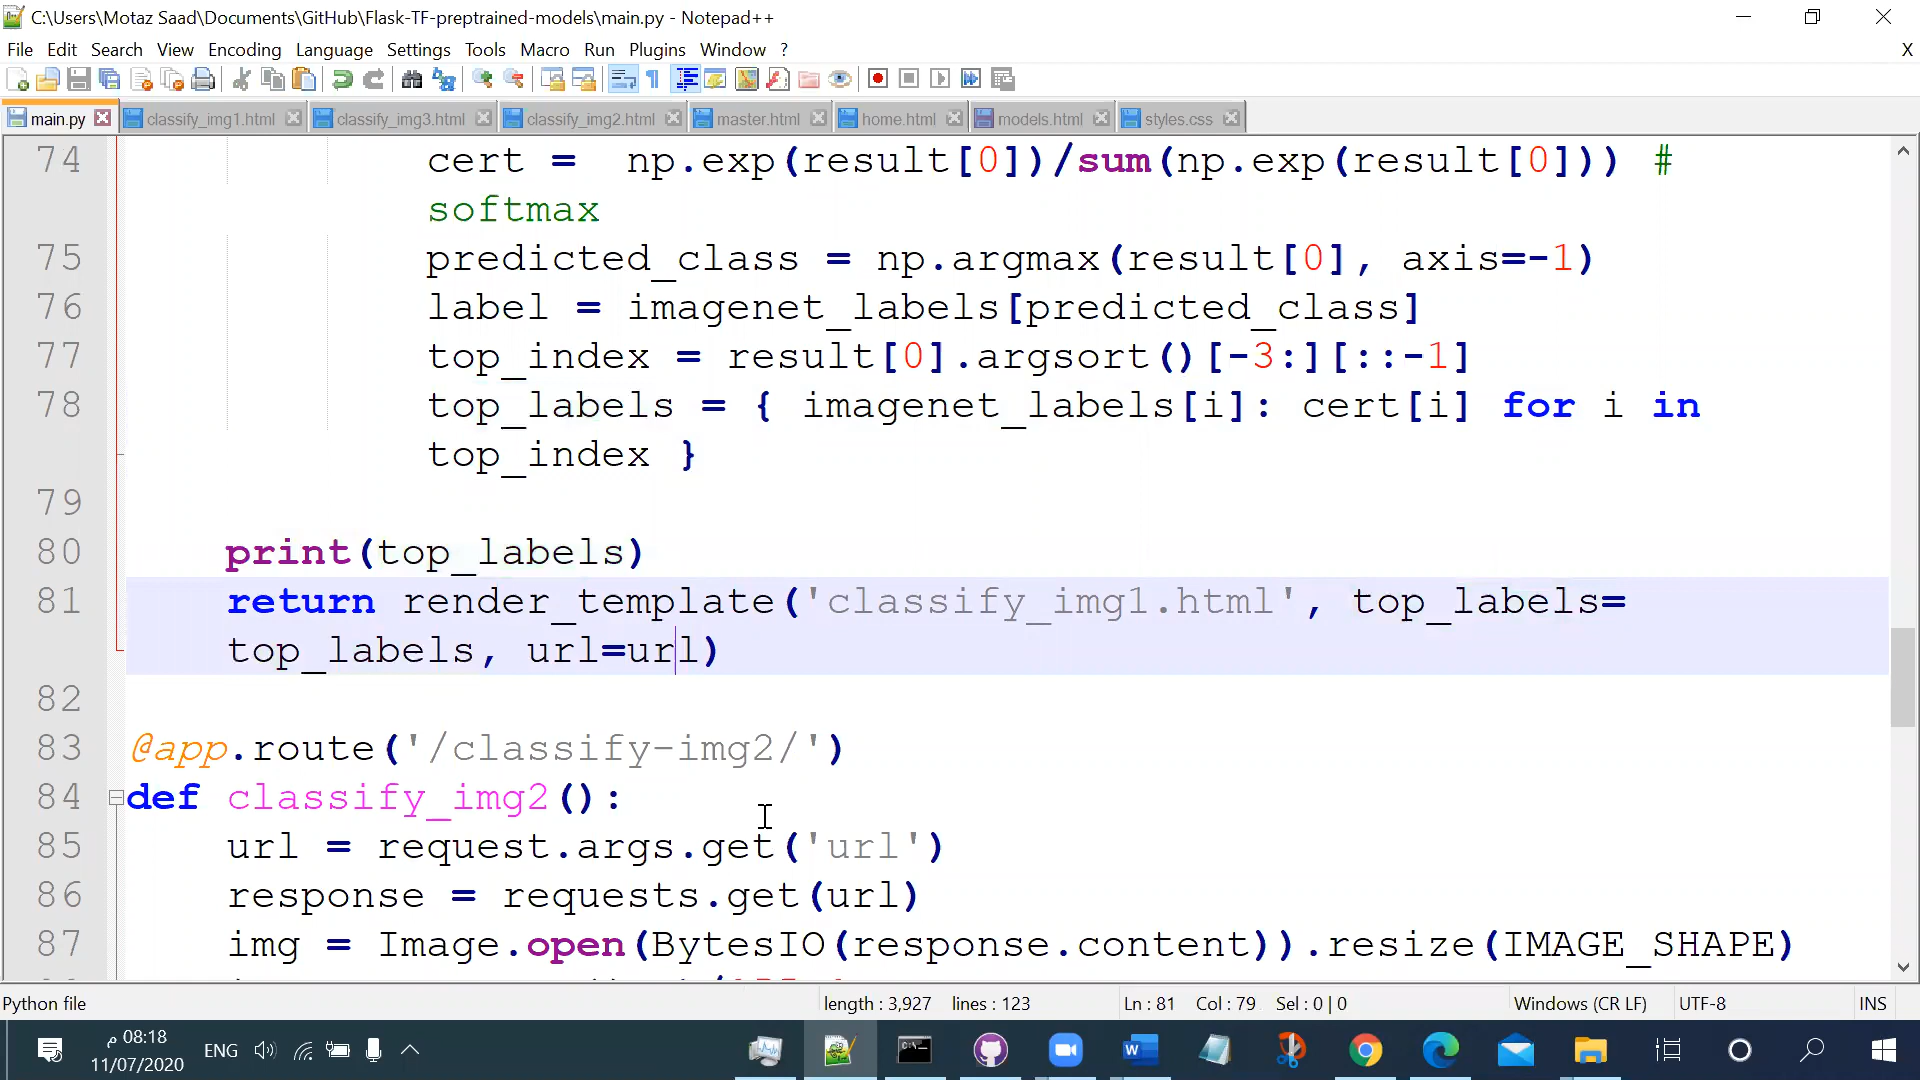 C:\Users\Motaz Saad\Documents\GitHub\Flask-TF-preptrained-models\main.py - Notepad++
File Edit Search View Encoding Language Settings Tools Macro Run Plugins Window ? X
main.py classify_img1.html classify_img3.html classify_img2.html master.html home.html models.html styles.css
74 cert =  np.exp(result[0])/sum(np.exp(result[0])) #
softmax
75 predicted_class = np.argmax(result[0], axis=-1)
76 label = imagenet_labels[predicted_class]
77 top_index = result[0].argsort()[-3:][::-1]
78 top_labels = { imagenet_labels[i]: cert[i] for i in
top_index }
79
80 print(top_labels)
81 return render_template('classify_img1.html', top_labels=
top_labels, url=url)
82
83 @app.route('/classify-img2/')
84 def classify_img2():
85 url = request.args.get('url')
86 response = requests.get(url)
87 img = Image.open(BytesIO(response.content)).resize(IMAGE_SHAPE)
Python file length : 3,927 lines : 123 Ln : 81 Col : 79 Sel : 0 | 0 Windows (CR LF) UTF-8 INS
08:18 م
11/07/2020
ENG